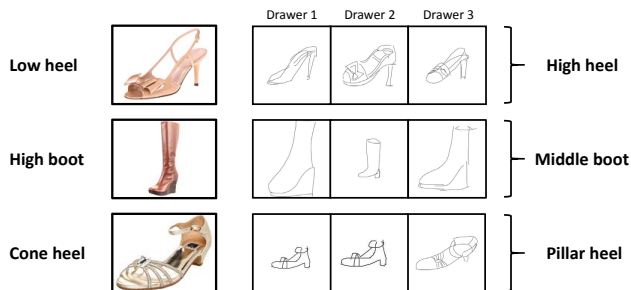 Drawer 1 Drawer 2 Drawer 3
Low heel High heel
High boot Middle boot
Cone heel Pillar heel